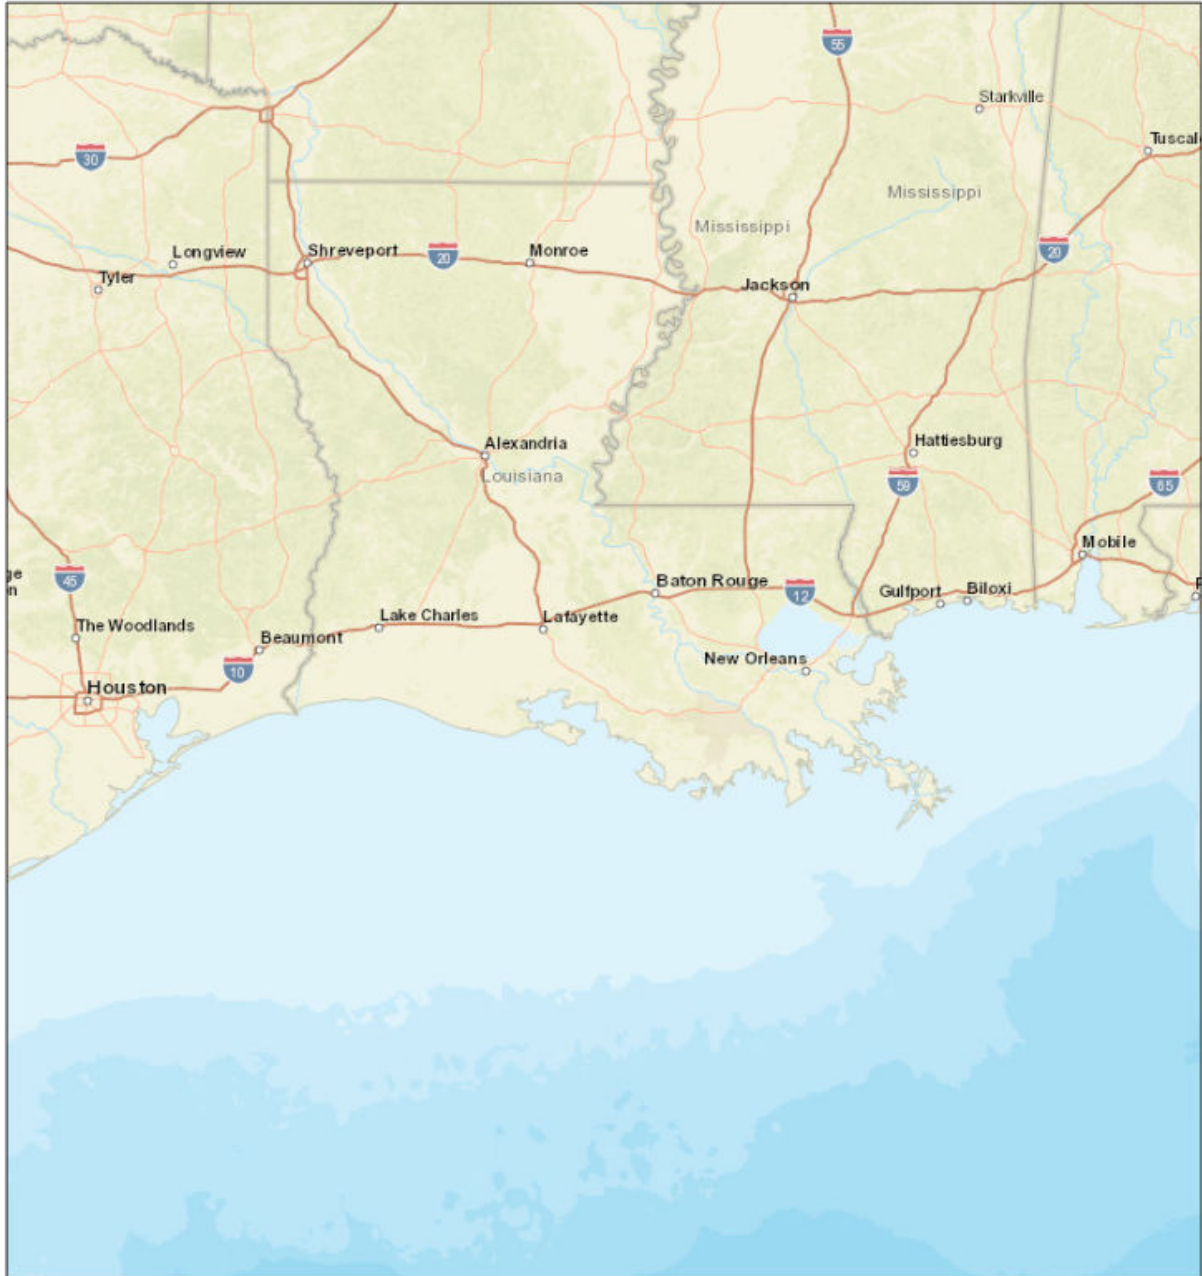 55
Starkville
Tuscal
30
Mississippi
Mississippi
Longview
Shreveport
20
Monroe
20
Tyler
Jackson
Alexandria
Hattiesburg
Louisiana
59
65
Mobile
ge
n
45
Baton Rouge
12
Gulfport
Biloxi
The Woodlands
Lake Charles
Lafayette
Beaumont
New Orleans
10
Houston